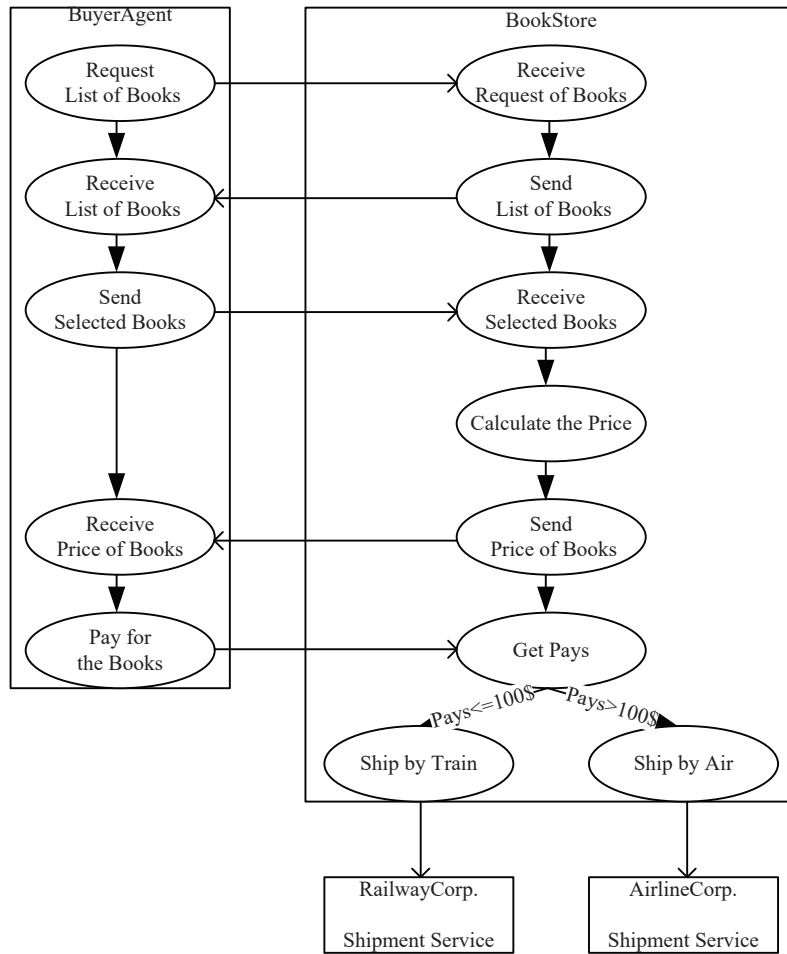 BuyerAgent
BookStore
Request
List of Books
Receive
Request of Books
Receive
List of Books
Send
List of Books
Send
Selected Books
Receive
Selected Books
Calculate the Price
Receive
Price of Books
Send
Price of Books
Pay for
the Books
Get Pays
Pays<=100$
Pays>100$
Ship by Train
Ship by Air
RailwayCorp.
Shipment Service
AirlineCorp.
Shipment Service